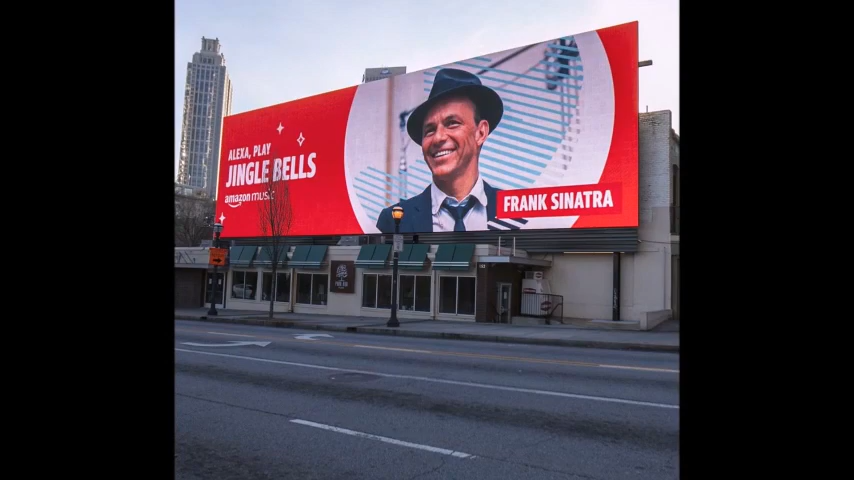 ALEXA, PLAY
JINGLE BELLS
amazon music
FRANK SINATRA